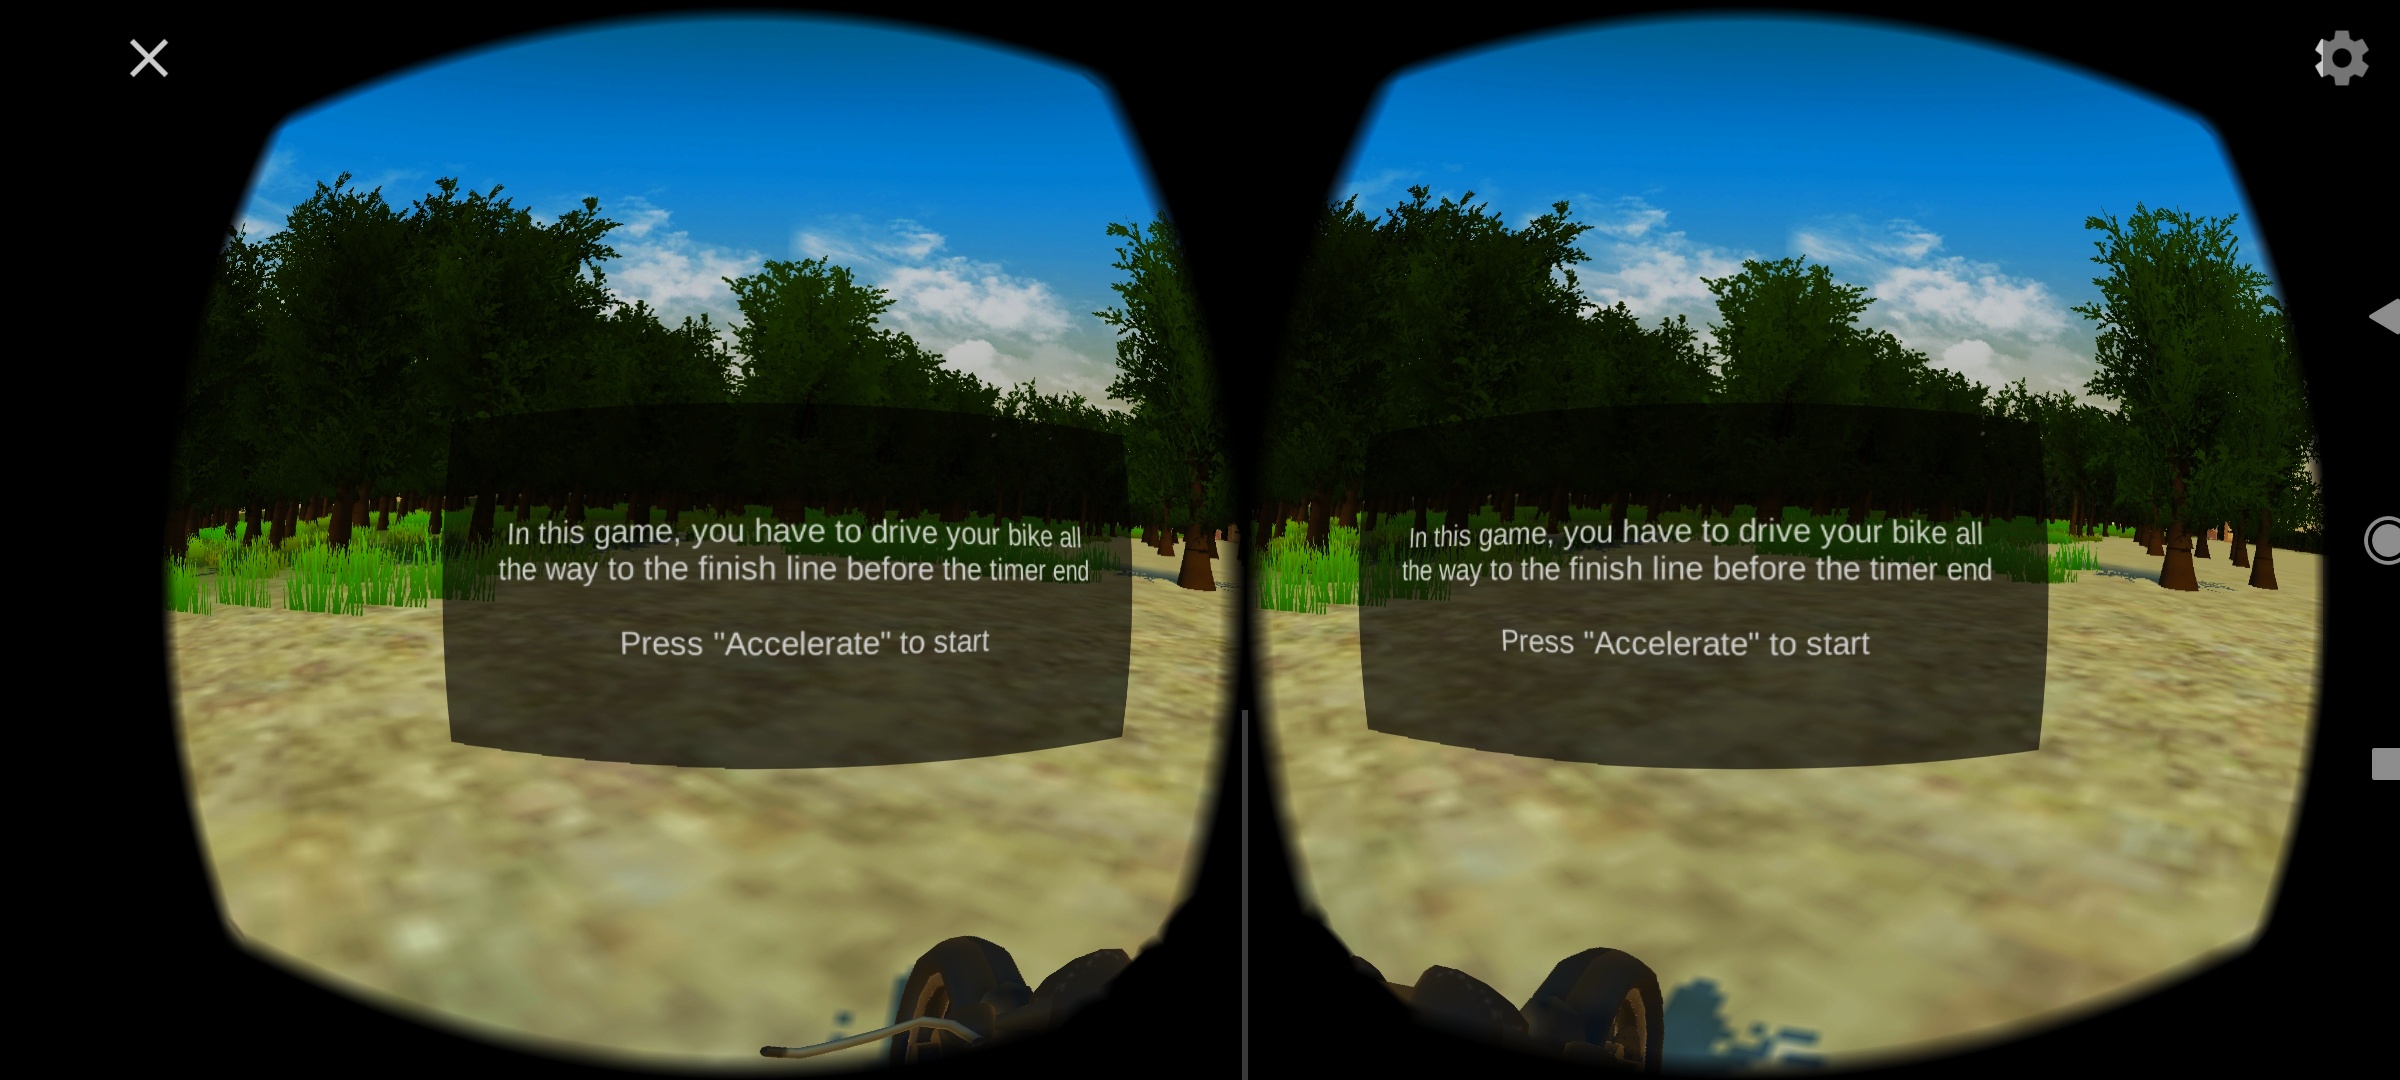 In this game, you have to drive your bike all
the way to the finish line before the timer end
Press "Accelerate" to start
In this game, you have to drive your bike all
the way to the finish line before the timer end
Press "Accelerate" to start